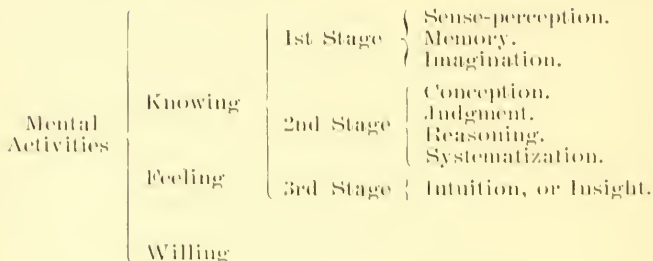 Sense-perception.
1st Stage Memory.
Imagination.
Conception.
Knowing Judgment.
Mental 2nd Stage Reasoning.
Activities Systematization.
Feeling 3rd Stage Intuition, or Insight.
Willing